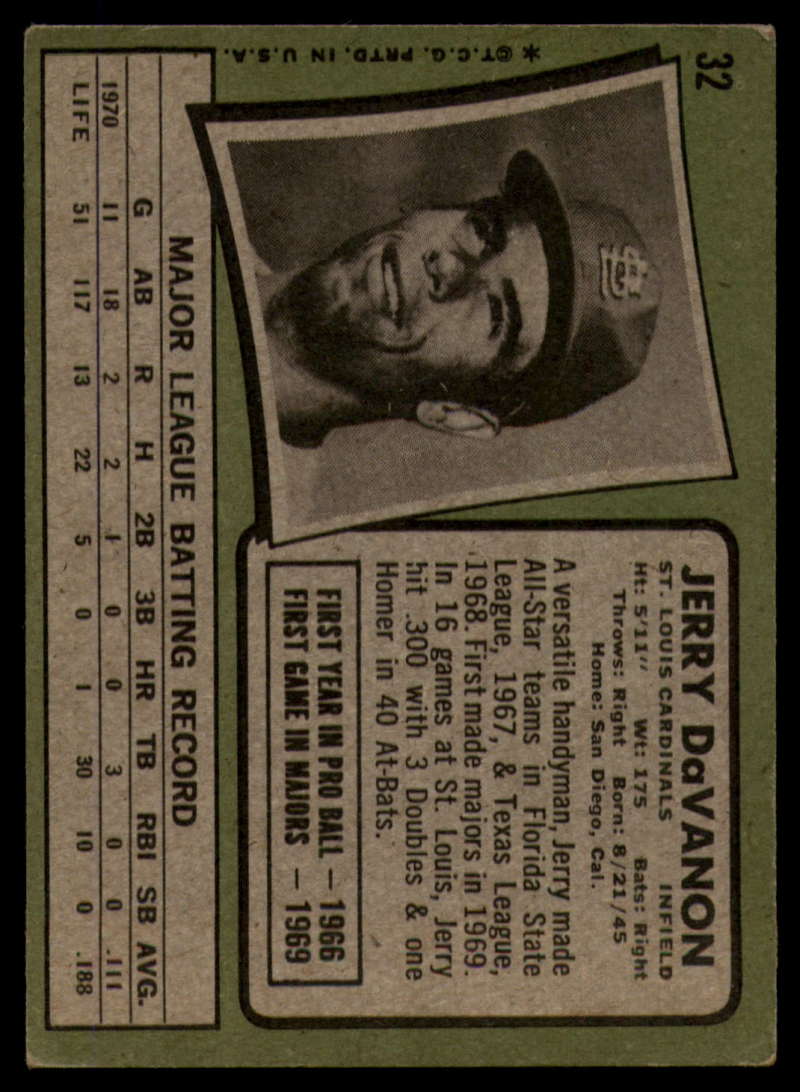 32
JERRY DaVANON
ST. LOUIS CARDINALS INFIELD
Ht: 5'11" Wt: 175 Bats: Right
Throws: Right Born: 8/21/45
Home: San Diego, Cal.
A versatile handyman, Jerry made
All-Star teams in Florida State
League, 1967, & Texas League,
1968. First made majors in 1969.
In 16 games at St. Louis, Jerry
hit .300 with 3 Doubles & one
Homer in 40 At-Bats.
FIRST YEAR IN PRO BALL — 1966
FIRST GAME IN MAJORS — 1969
MAJOR LEAGUE BATTING RECORD
G AB R H 2B 3B HR TB RBI SB AVG.
1970 11 18 2 2 1 0 0 3 0 0 .111
LIFE 51 117 13 22 5 0 1 30 10 0 .188
*©T.C.G. PRTD. IN U.S.A.